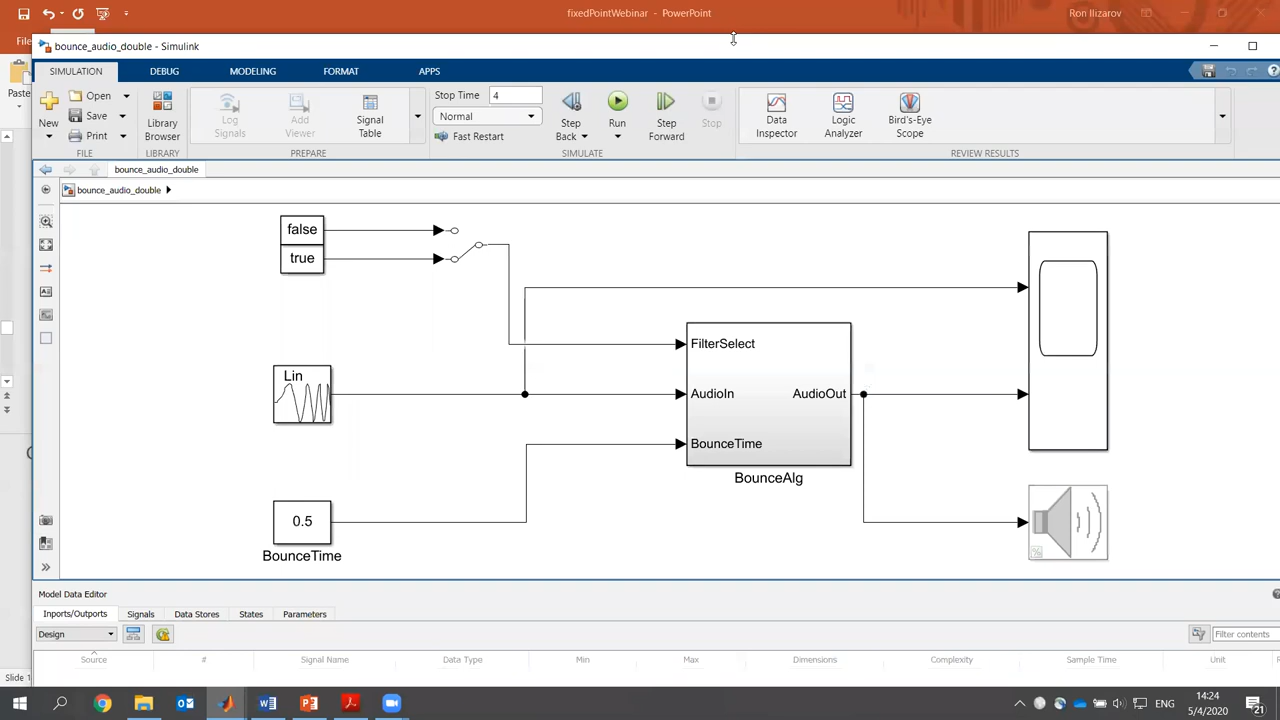 fixedPointWebinar - PowerPoint
Ron Ilizarov
Fil
Paste
bounce_audio_double - Simulink
SIMULATION
DEBUG
MODELING
FORMAT
APPS
New
Open
Save
Print
FILE
Library
Browser
LIBRARY
Log
Signals
Add
Viewer
Signal
Table
PREPARE
Stop Time 4
Normal
Fast Restart
Step
Back
Run
Step
Forward
Stop
SIMULATE
Data
Inspector
Logic
Analyzer
Bird's-Eye
Scope
REVIEW RESULTS
bounce_audio_double
bounce_audio_double
false
true
Lin
0.5
BounceTime
FilterSelect
AudioIn
AudioOut
BounceTime
BounceAlg
%
Model Data Editor
Inports/Outports
Signals
Data Stores
States
Parameters
Design
Filter contents
Source
#
Signal Name
Data Type
Min
Max
Dimensions
Complexity
Sample Time
Unit
Slide 1
ENG
14:24
5/4/2020
21